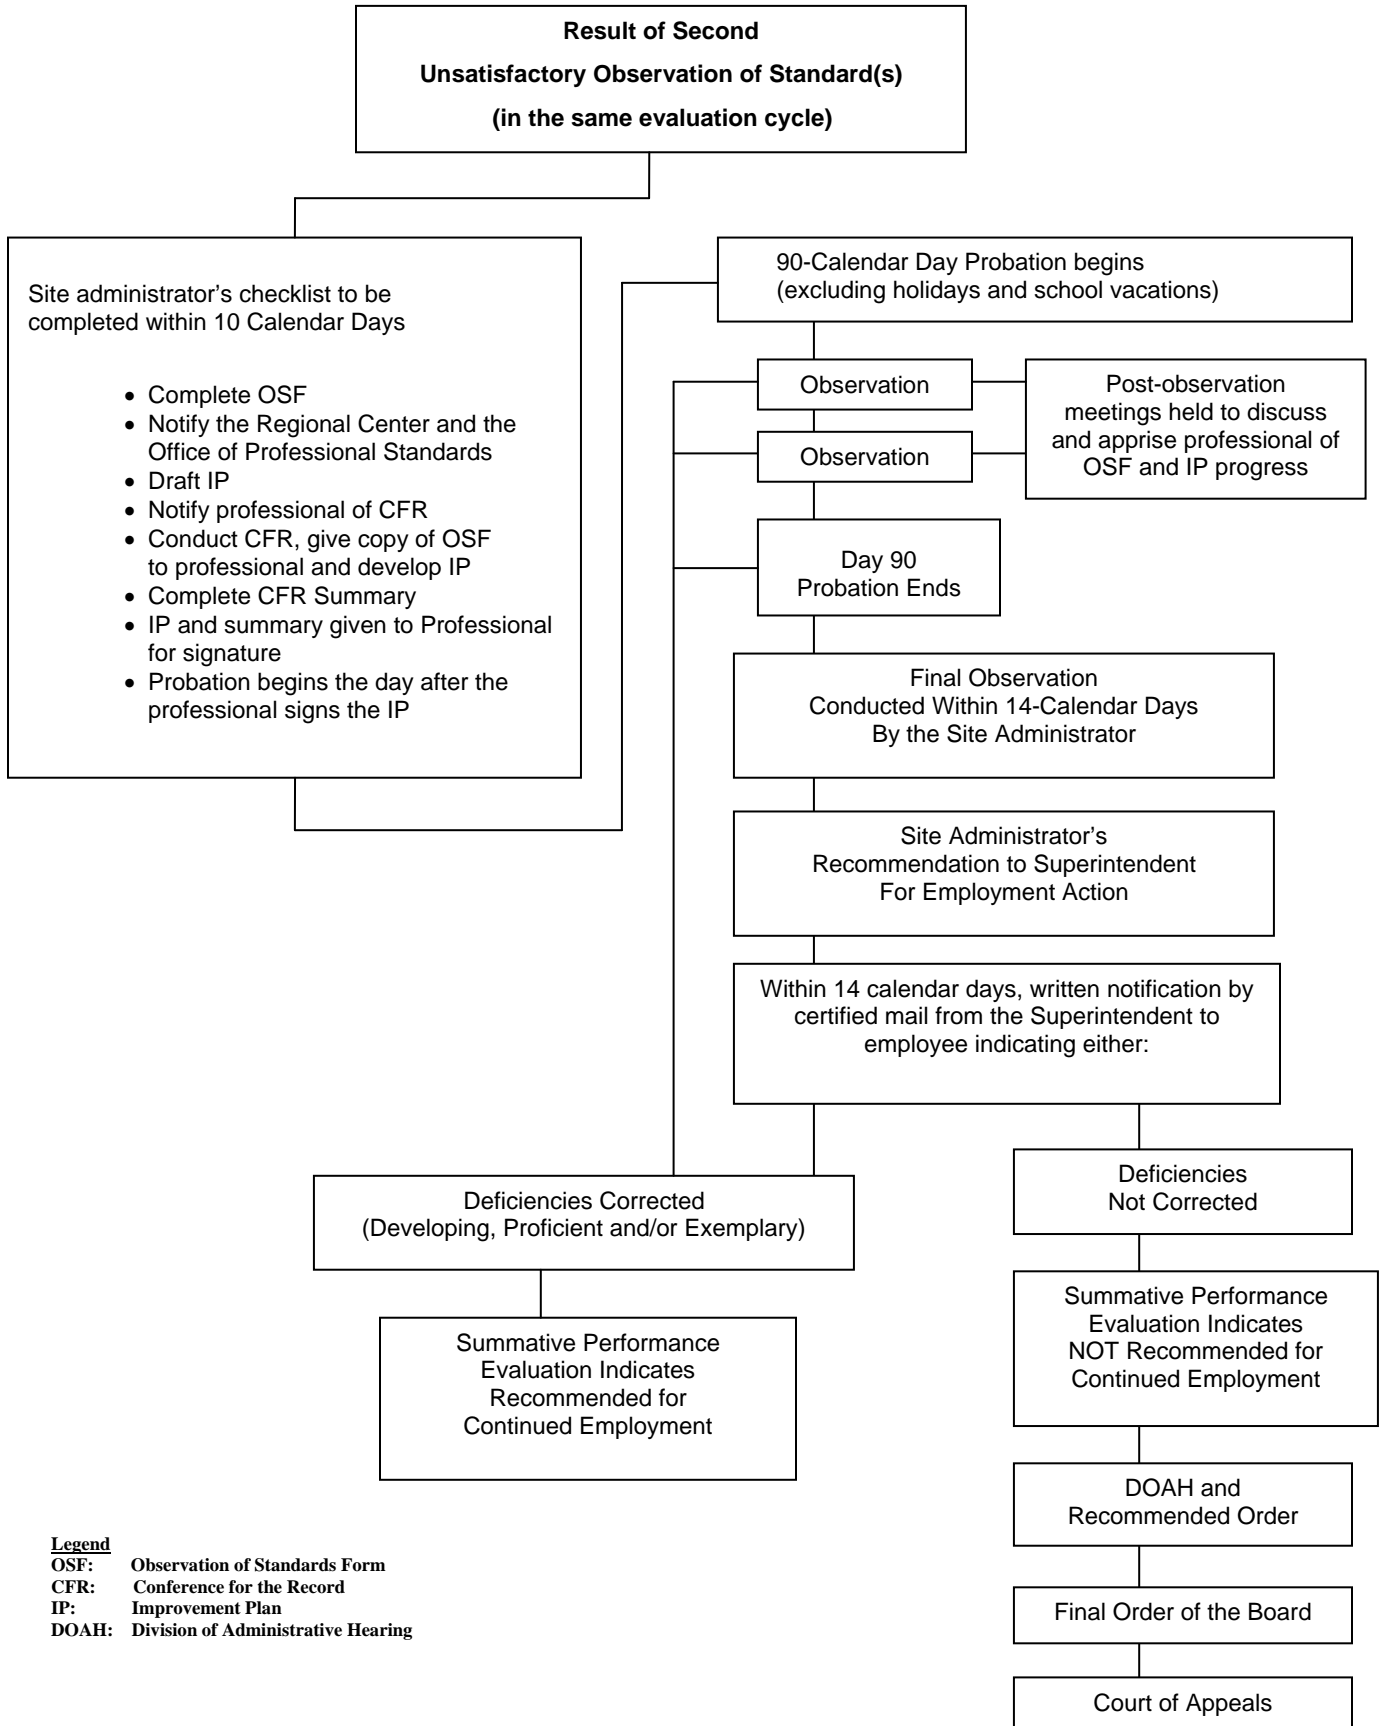 Result of Second
Unsatisfactory Observation of Standard(s)
(in the same evaluation cycle)
Site administrator's checklist to be
completed within 10 Calendar Days
• Complete OSF
• Notify the Regional Center and the
Office of Professional Standards
• Draft IP
• Notify professional of CFR
• Conduct CFR, give copy of OSF
to professional and develop IP
• Complete CFR Summary
• IP and summary given to Professional
for signature
• Probation begins the day after the
professional signs the IP
90-Calendar Day Probation begins
(excluding holidays and school vacations)
Observation
Observation
Post-observation
meetings held to discuss
and apprise professional of
OSF and IP progress
Day 90
Probation Ends
Final Observation
Conducted Within 14-Calendar Days
By the Site Administrator
Site Administrator's
Recommendation to Superintendent
For Employment Action
Within 14 calendar days, written notification by
certified mail from the Superintendent to
employee indicating either:
Deficiencies Corrected
(Developing, Proficient and/or Exemplary)
Summative Performance
Evaluation Indicates
Recommended for
Continued Employment
Deficiencies
Not Corrected
Summative Performance
Evaluation Indicates
NOT Recommended for
Continued Employment
DOAH and
Recommended Order
Final Order of the Board
Court of Appeals
Legend
OSF: Observation of Standards Form
CFR: Conference for the Record
IP: Improvement Plan
DOAH: Division of Administrative Hearing